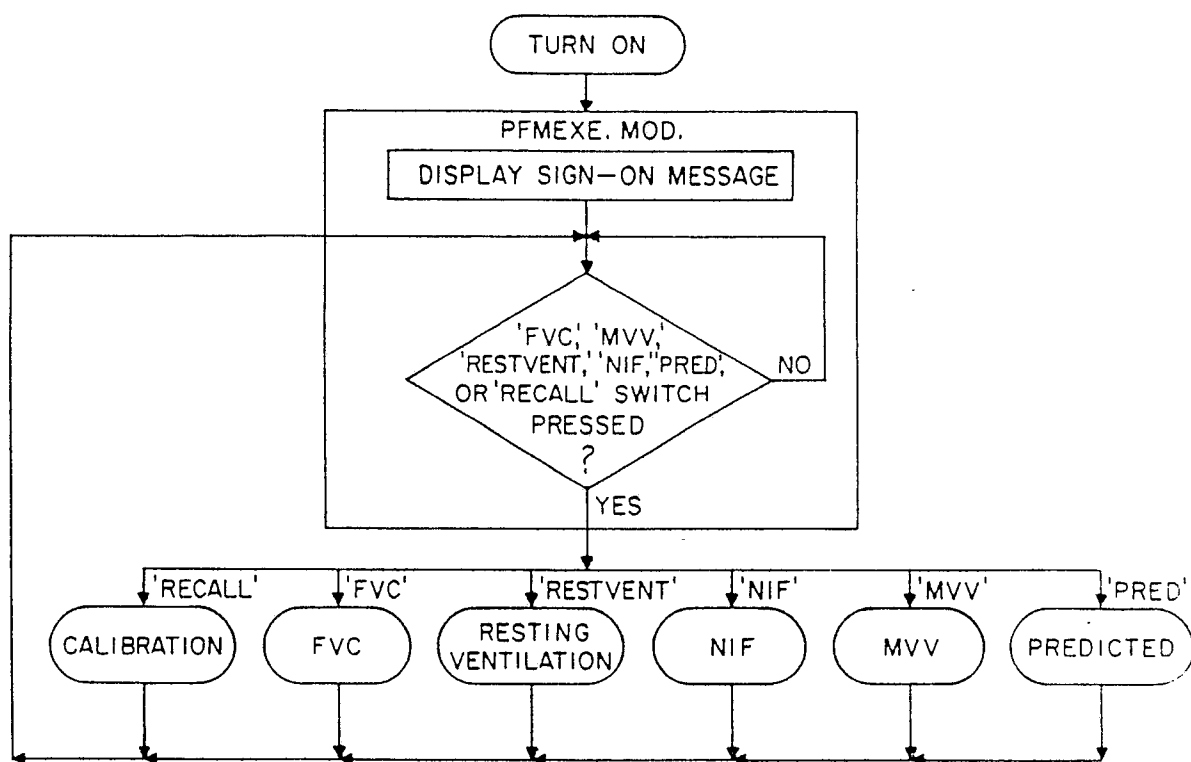 TURN ON
PFMEXE. MOD.
DISPLAY SIGN—ON MESSAGE
'FVC', 'MVV,'
'RESTVENT,' 'NIF,' 'PRED',
OR 'RECALL' SWITCH
PRESSED
?
NO
YES
'RECALL' 'FVC' 'RESTVENT' 'NIF' 'MVV' 'PRED'
CALIBRATION
FVC
RESTING
VENTILATION
NIF
MVV
PREDICTED